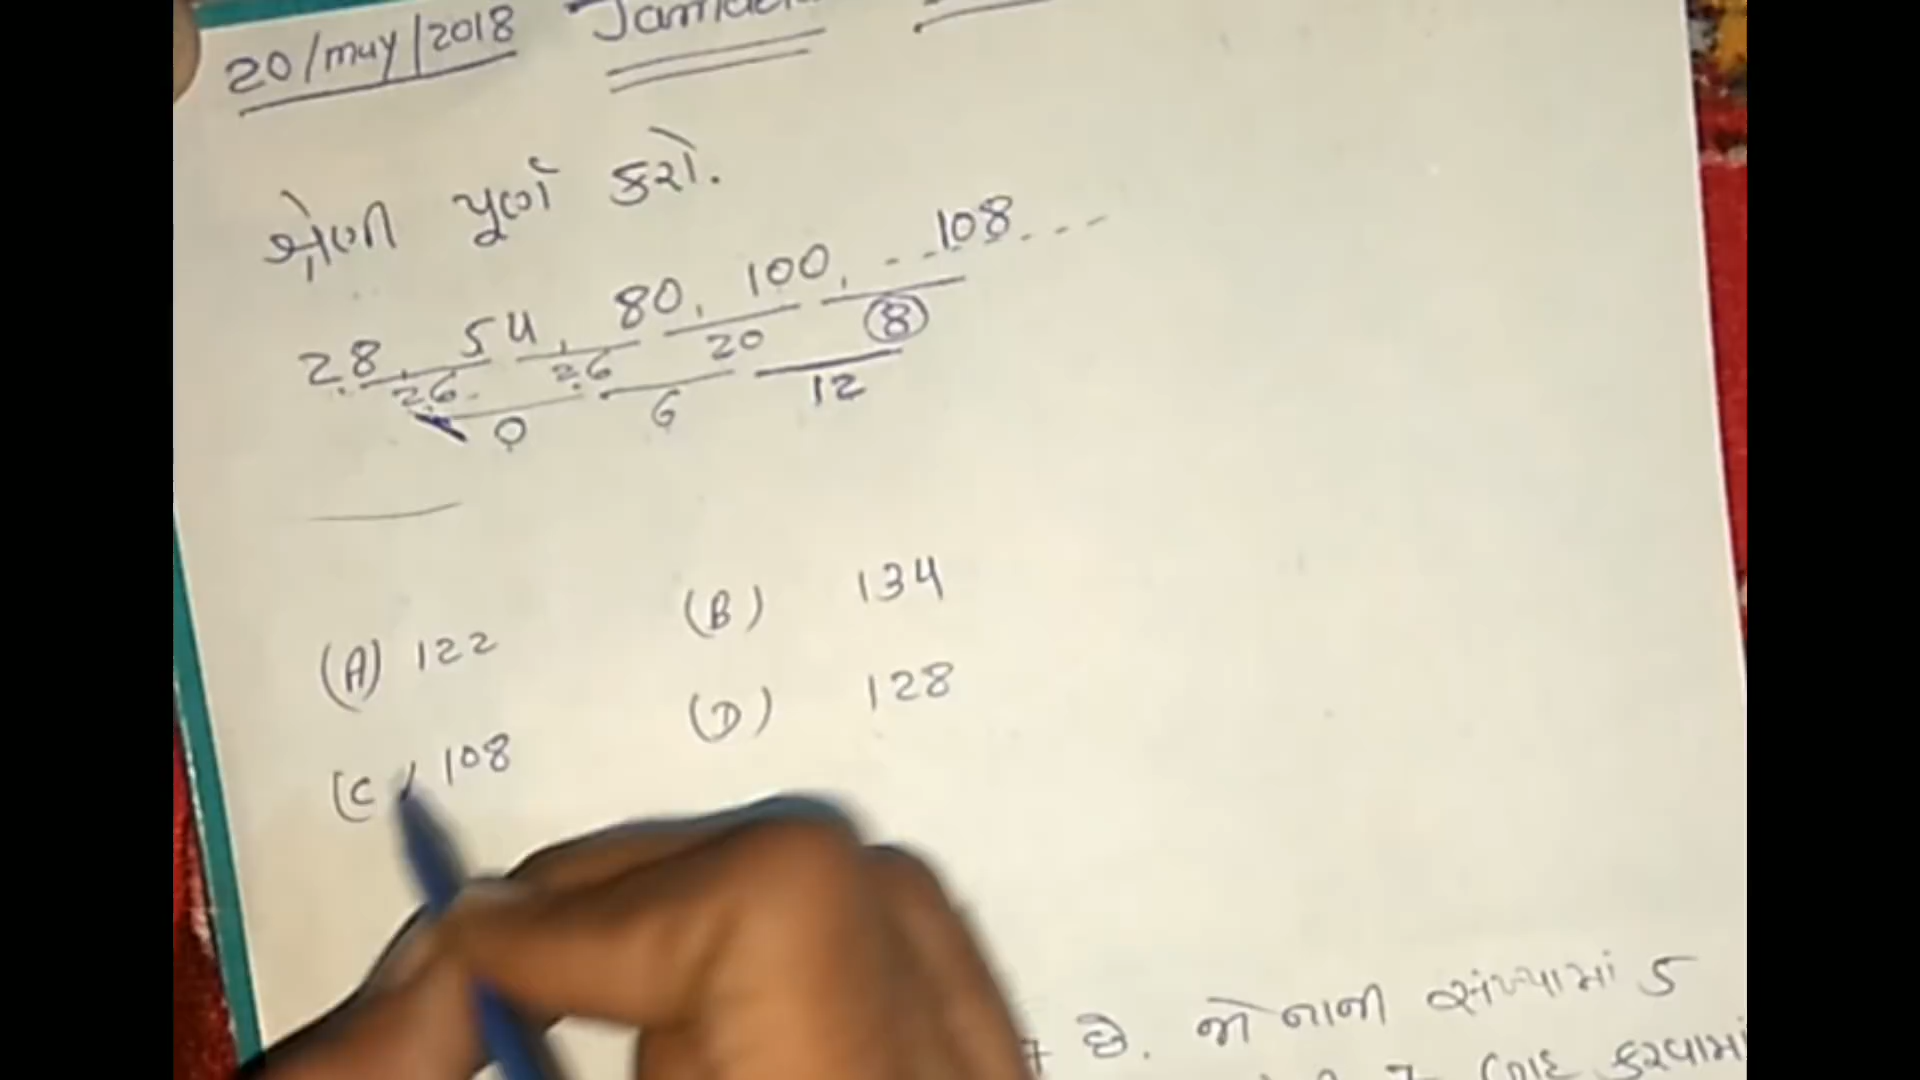 20/may/2018
શ્રેણી પૂર્ણ કરો.
28, 54, 80, 100, ... 108 ...
26 26 20 8
0 6 12
(A) 122 (B) 134
(C) 108 (D) 128
છે. જો નાની સંખ્યામાં 5
કરવામાં